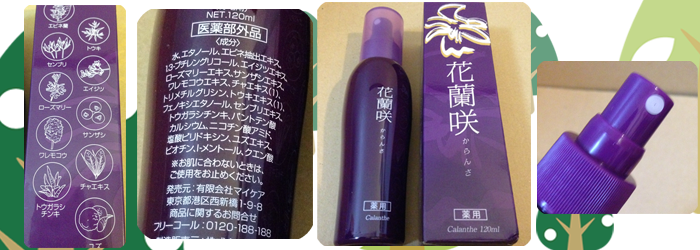 エビネ蘭
トウキ
センブリ
エイジツ
ローズマリー
サンザシ
ワレモコウ
チャエキス
トウガラシ
チンキ
ユズ
NET.120ml
医薬部外品
〈成分〉
水、エタノール、エビネ抽出エキス、
1,3-ブチレングリコール、エイジツエキス、
ローズマリーエキス、サンザシエキス、
ワレモコウエキス、チャエキス(1)、
トリメチルグリシン、トウキエキス(1)、
フェノキシエタノール、センブリエキス、
トウガラシチンキ、パントテン酸
カルシウム、ニコチン酸アミド、
塩酸ピリドキシン、ユズエキス、
ビオチン、l-メントール、クエン酸
※お肌に合わないときは、
ご使用をお止めください。
発売元:有限会社マイケア
東京都港区西新橋1-9-8
商品に関するお問合せ
フリーコール:0120-188-188
花蘭咲
からんさ
薬用
Calanthe
花蘭咲
からんさ
薬用
Calanthe 120ml